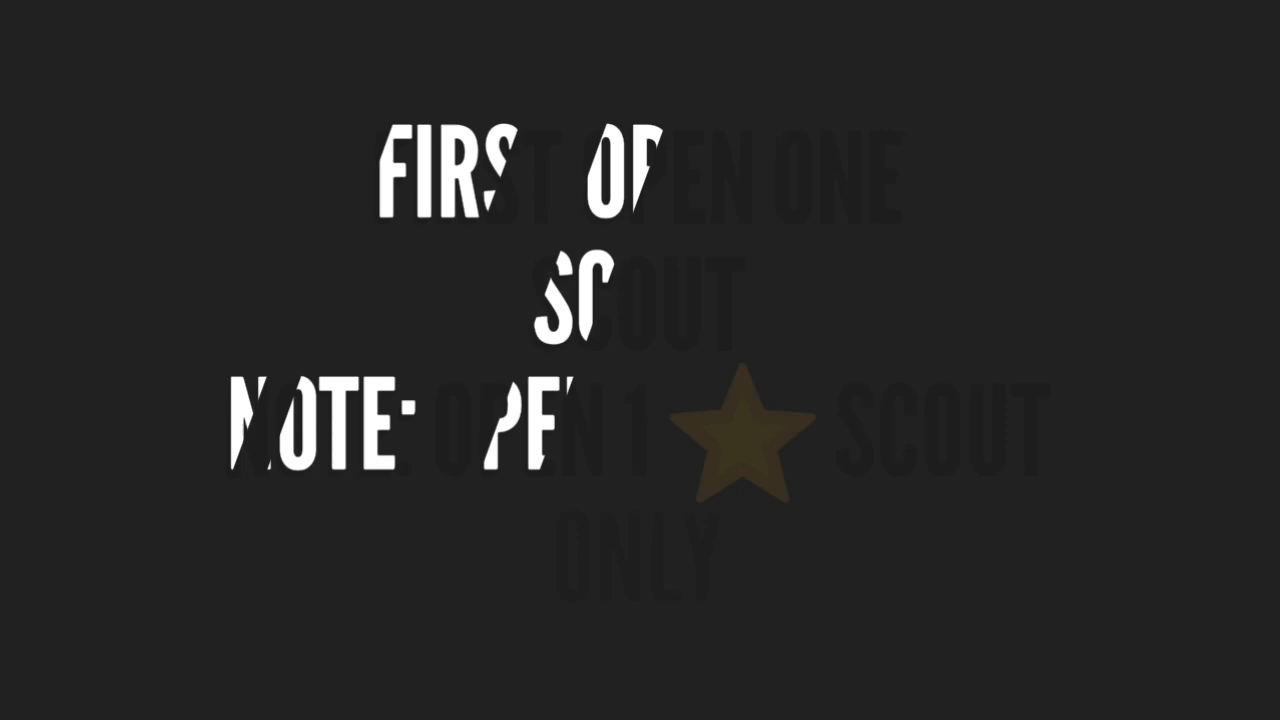 FIRST OPEN ONE
SCOUT
NOTE: OPEN 1 ⭐ SCOUT
ONLY